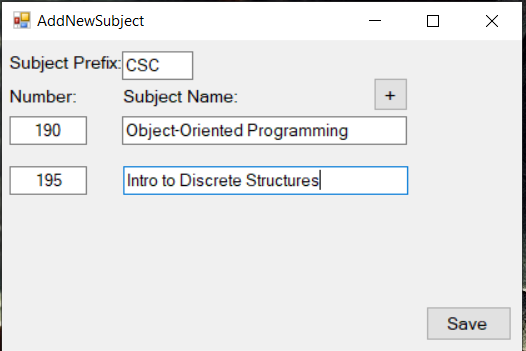 AddNewSubject
Subject Prefix: CSC
Number: Subject Name: +
190 Object-Oriented Programming
195 Intro to Discrete Structures
Save